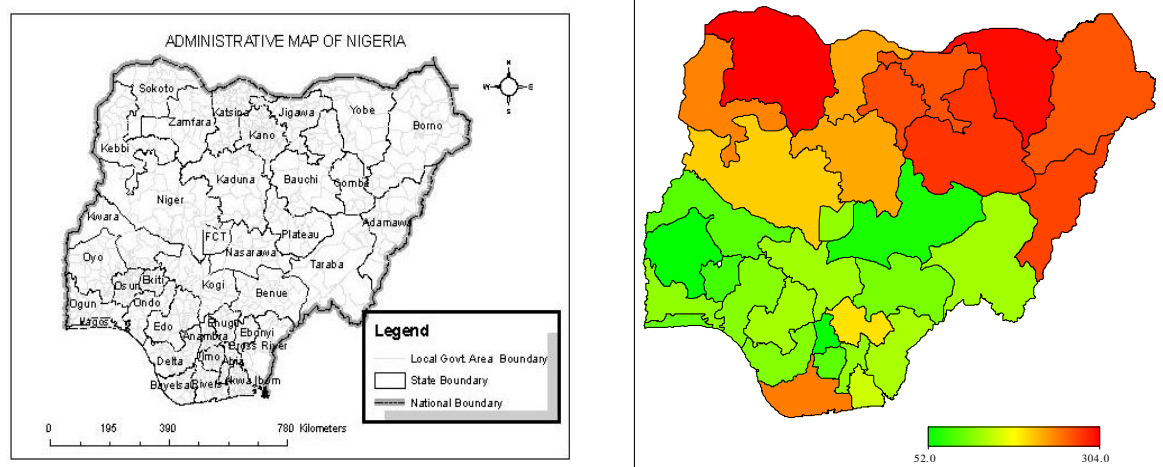 ADMINISTRATIVE MAP OF NIGERIA
N
W E
S
Sokoto
Katsina Jigawa Yobe
Zamfara
Kano Borno
Kebbi
Kaduna Bauchi Gombe
Niger
Kwara Adamawa
FCT Plateau
Nasarawa
Oyo Taraba
Ekiti Kogi
Osun Benue
Ogun Ondo
Lagos Edo Enugu
Anambra Ebonyi
Cross River
Delta Imo Abia
Bayelsa Rivers Akwa Ibom
Legend
Local Govt. Area Boundary
State Boundary
National Boundary
0 195 390 780 Kilometers
52.0 304.0